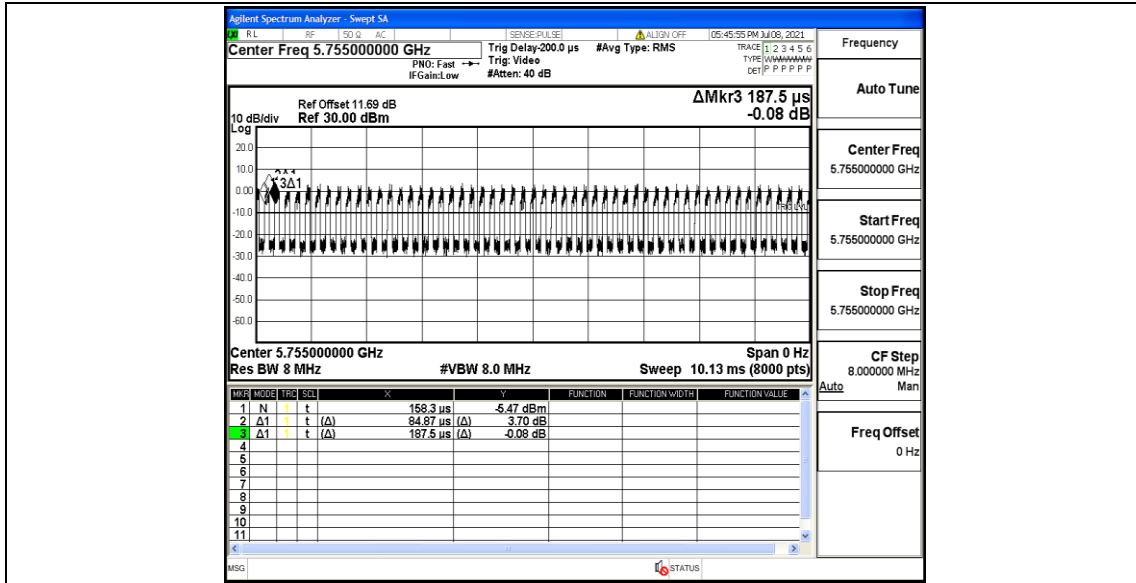 Agilent Spectrum Analyzer - Swept SA
RL RF 50 Ω AC SENSE:PULSE ALIGN OFF 05:45:55 PM Jul 08, 2021
Center Freq 5.755000000 GHz
PNO: Fast
IFGain:Low
Trig Delay-200.0 µs
Trig: Video
#Atten: 40 dB
#Avg Type: RMS
TRACE 1 2 3 4 5 6
TYPE WWWWWW
DET P P P P P P
ΔMkr3 187.5 µs
-0.08 dB
Ref Offset 11.69 dB
10 dB/div Ref 30.00 dBm
Log
20.0
10.0
3Δ1
0.00
-10.0
-20.0
-30.0
-40.0
-50.0
-60.0
Center 5.755000000 GHz Span 0 Hz
Res BW 8 MHz #VBW 8.0 MHz Sweep 10.13 ms (8000 pts)
MKR MODE TRC SCL X Y FUNCTION FUNCTION WIDTH FUNCTION VALUE
1 N 1 t 158.3 µs -5.47 dBm
2 Δ1 1 t (Δ) 84.87 µs (Δ) 3.70 dB
3 Δ1 1 t (Δ) 187.5 µs (Δ) -0.08 dB
4
5
6
7
8
9
10
11
MSG STATUS
Frequency
Auto Tune
Center Freq
5.755000000 GHz
Start Freq
5.755000000 GHz
Stop Freq
5.755000000 GHz
CF Step
8.000000 MHz
Auto Man
Freq Offset
0 Hz